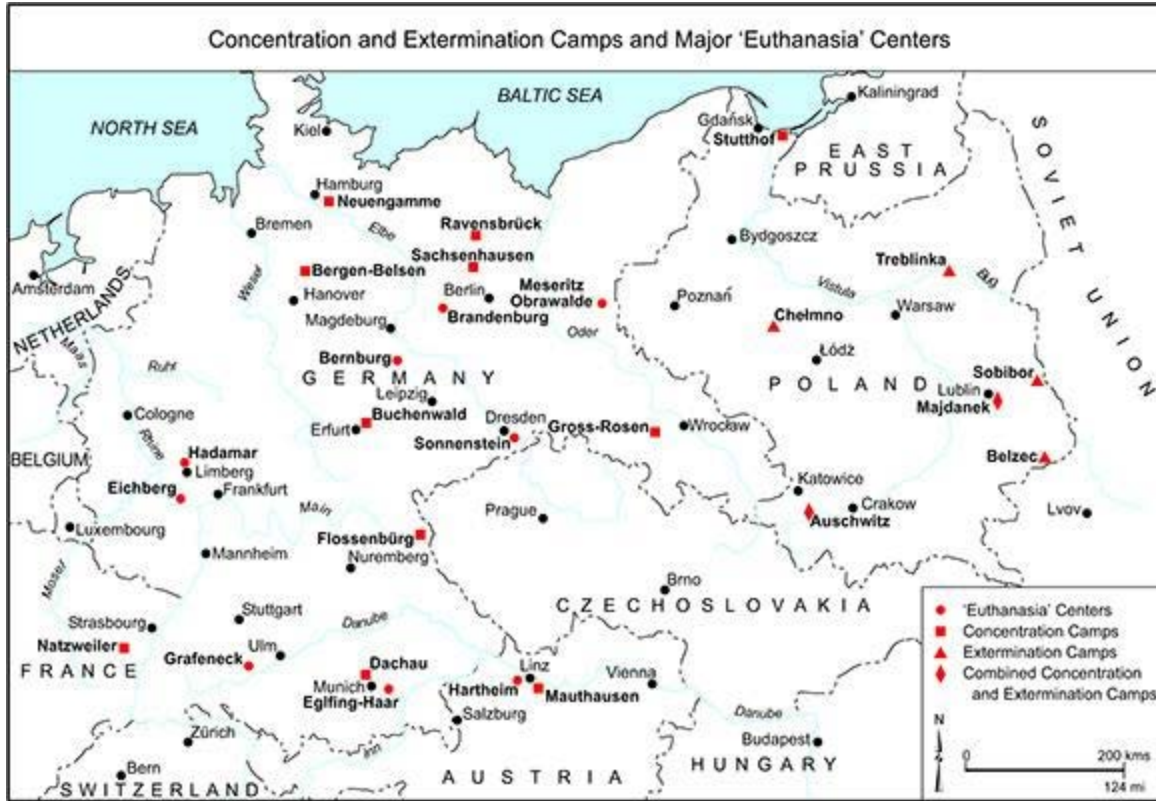 Concentration and Extermination Camps and Major 'Euthanasia' Centers
BALTIC SEA
NORTH SEA
Kaliningrad
Kiel
Gdańsk
Stutthof
EAST
PRUSSIA
SOVIET UNION
Hamburg
Neuengamme
Ravensbrück
Bremen
Elbe
Bydgoszcz
Sachsenhausen
Treblinka
Bug
Bergen-Belsen
Weser
Amsterdam
Meseritz
Obrawalde
Berlin
Hanover
Vistula
Poznań
Warsaw
NETHERLANDS
Magdeburg
Brandenburg
Oder
Chełmno
Maas
Bernburg
Łódź
Ruhr
GERMANY
POLAND
Sobibor
Leipzig
Lublin
Majdanek
Cologne
Buchenwald
Dresden
Erfurt
Sonnenstein
Gross-Rosen
Wrocław
Rhine
BELGIUM
Hadamar
Limberg
Belzec
Eichberg
Frankfurt
Katowice
Main
Prague
Crakow
Auschwitz
Lvov
Luxembourg
Flossenbürg
Mannheim
Nuremberg
Mosel
Brno
CZECHOSLOVAKIA
Stuttgart
Strasbourg
Danube
Natzweiler
Ulm
Grafeneck
FRANCE
Dachau
Linz
Vienna
Munich
Hartheim
Mauthausen
Eglfing-Haar
Salzburg
Danube
Zürich
Inn
Budapest
Bern
SWITZERLAND
?
AUSTRIA
HUNGARY
'Euthanasia' Centers
Concentration Camps
Extermination Camps
Combined Concentration
and Extermination Camps
N
0 200 kms
124 mi